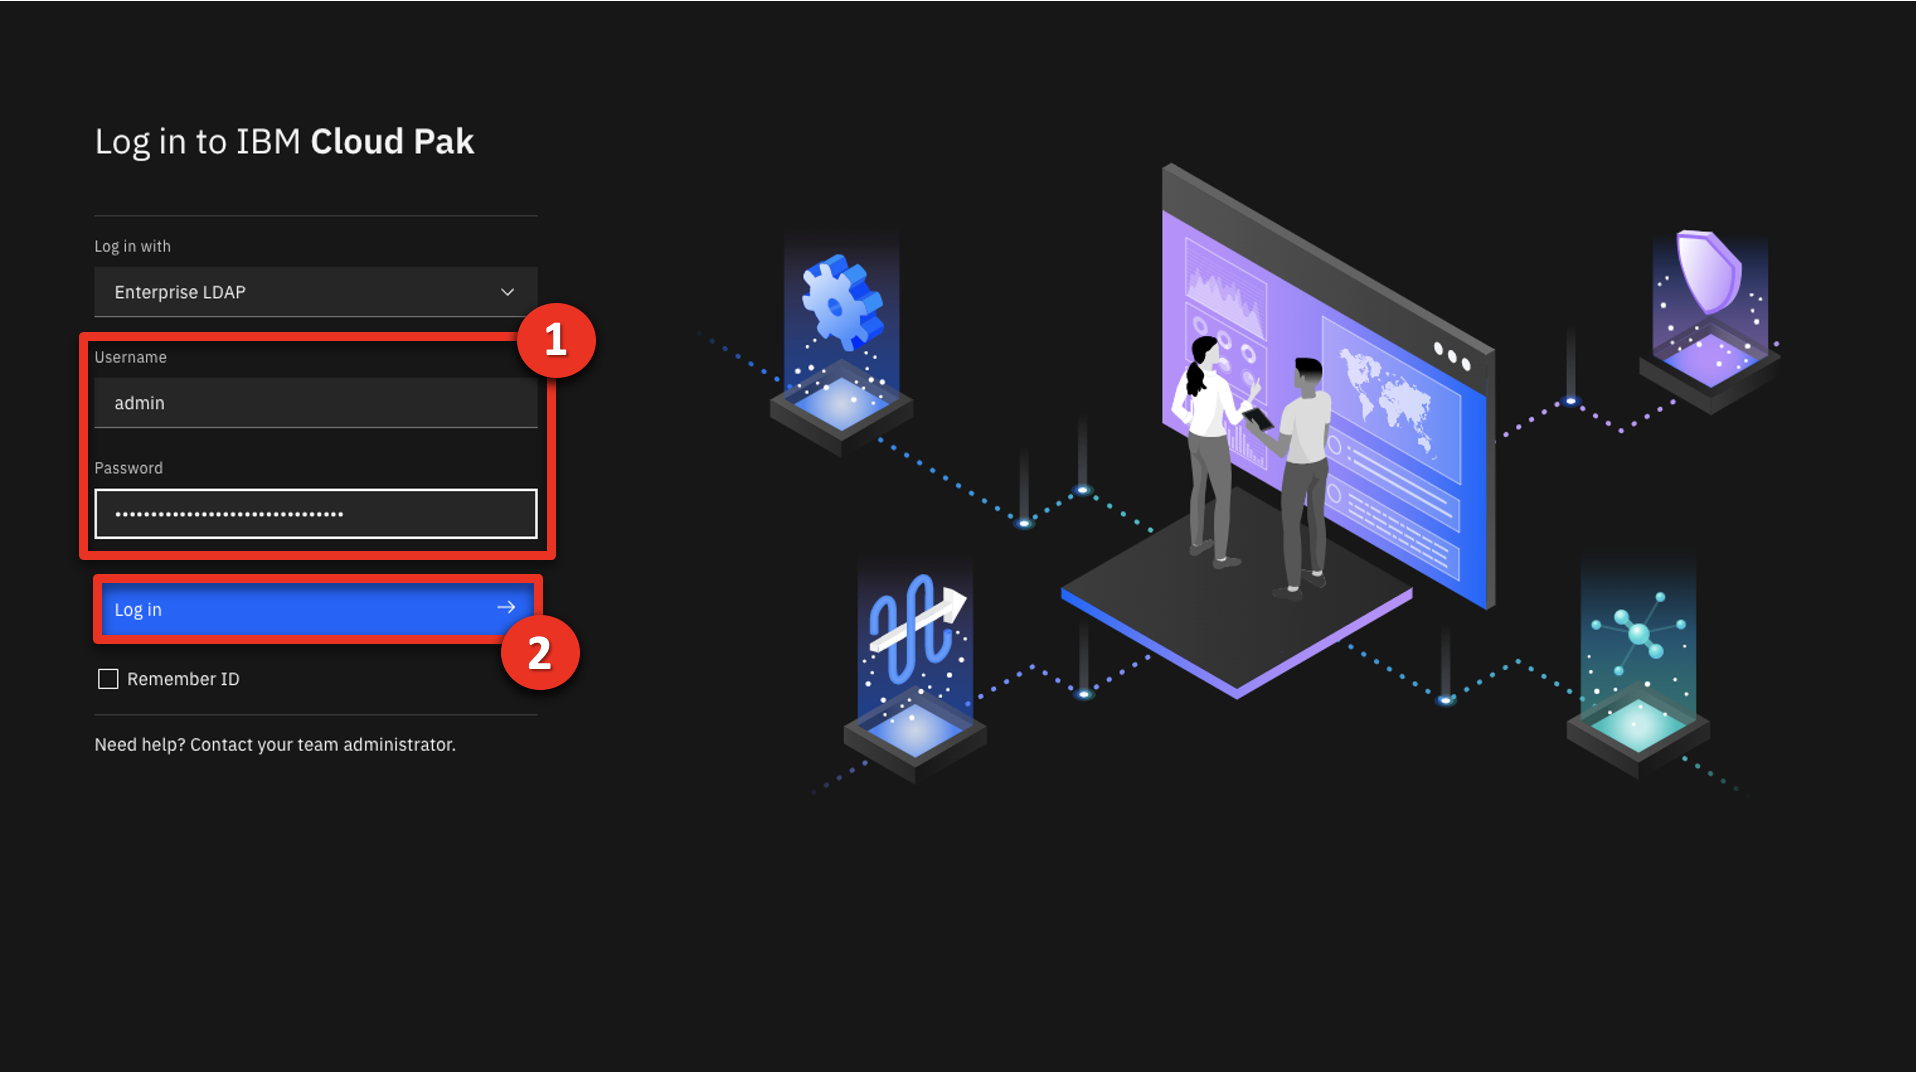 Log in to IBM Cloud Pak
Log in with
Enterprise LDAP
1
Username
admin
Password
••••••••••••••••••••••••••••••••
Log in
2
Remember ID
Need help? Contact your team administrator.